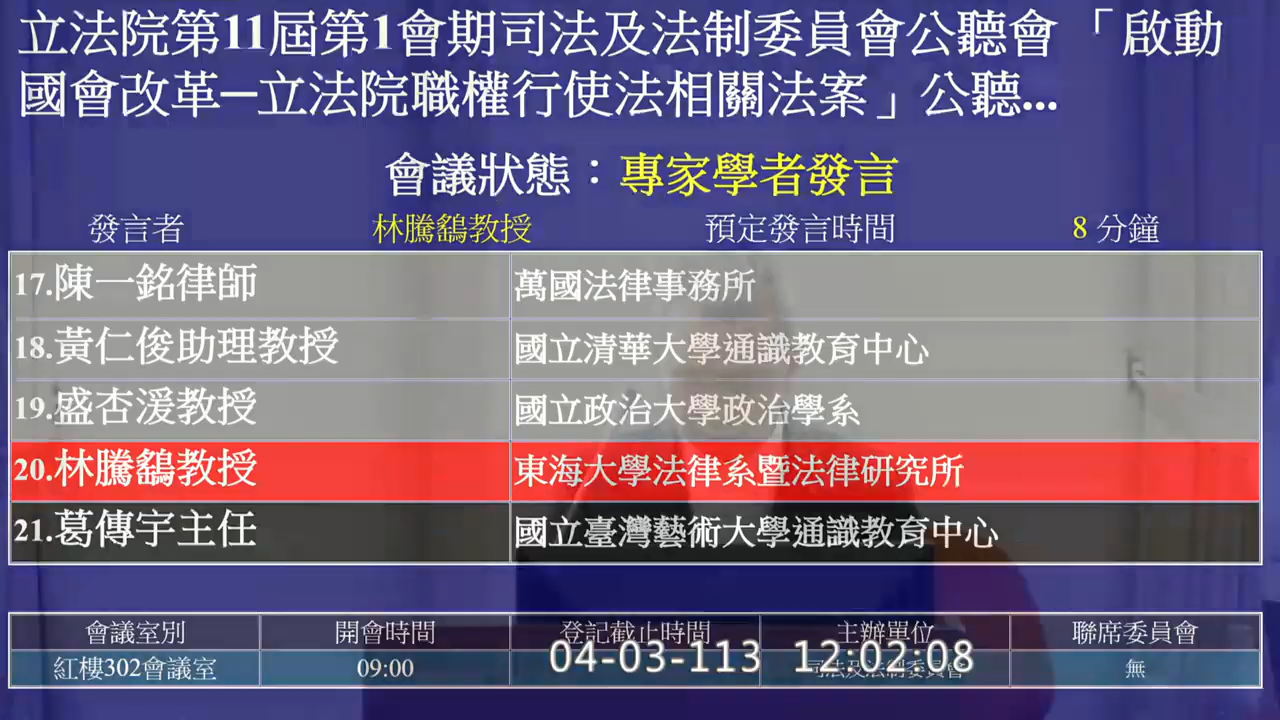 立法院第11屆第1會期司法及法制委員會公聽會「啟動
國會改革─立法院職權行使法相關法案」公聽...
會議狀態：專家學者發言
發言者 林騰鷂教授 預定發言時間 8 分鐘
17.陳一銘律師 萬國法律事務所
18.黃仁俊助理教授 國立清華大學通識教育中心
19.盛杏湲教授 國立政治大學政治學系
20.林騰鷂教授 東海大學法律系暨法律研究所
21.葛傳宇主任 國立臺灣藝術大學通識教育中心
會議室別 開會時間 登記截止時間 主辦單位 聯席委員會
紅樓302會議室 09:00 司法及法制委員會 無
04-03-113 12:02:08